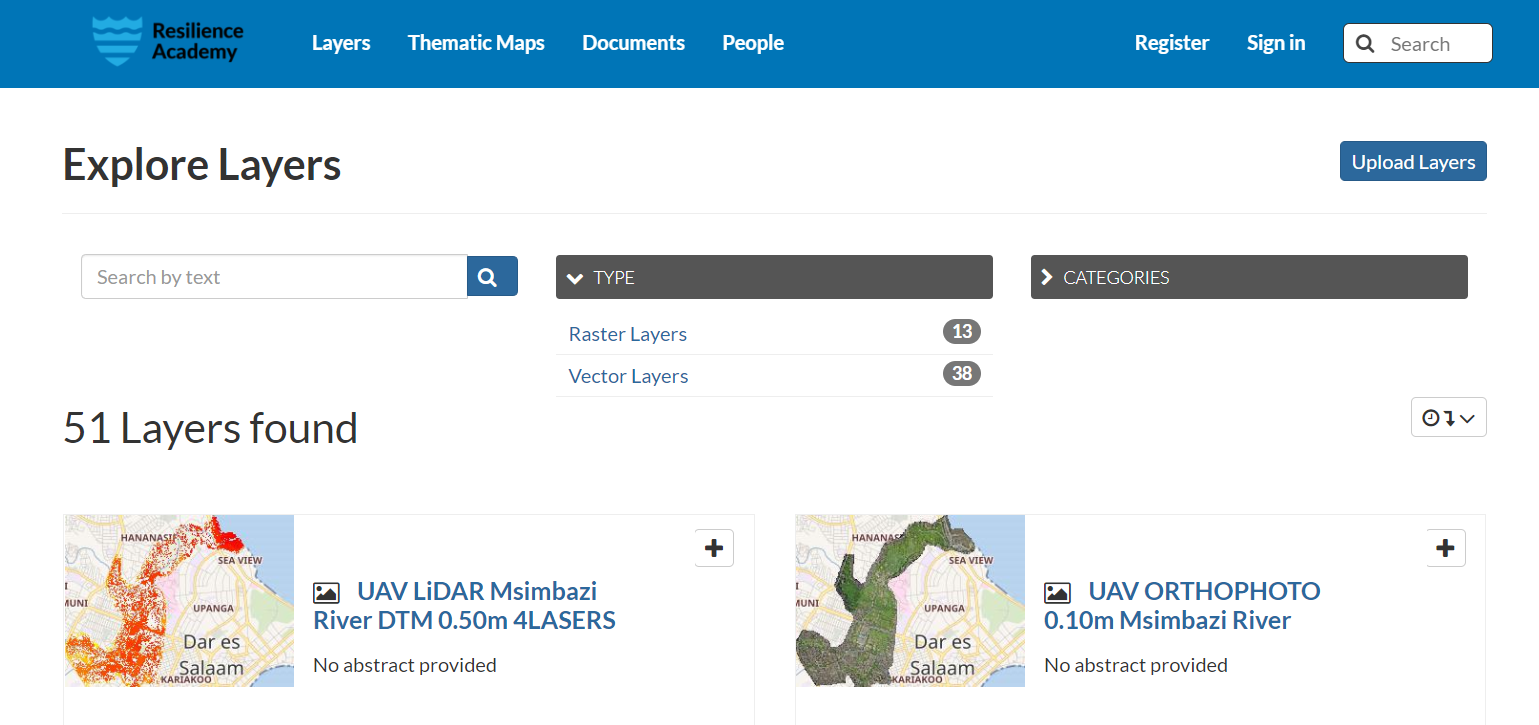 Resilience
Academy
Layers
Thematic Maps
Documents
People
Register
Sign in
Search
Explore Layers
Upload Layers
Search by text
TYPE
CATEGORIES
Raster Layers 13
Vector Layers 38
51 Layers found
HANANASIF
SEA VIEW
MUNI
UPANGA
Dar es
Salaam
KARIAKOO
UAV LiDAR Msimbazi
River DTM 0.50m 4LASERS
No abstract provided
HANANAS
SEA VIEW
MUNI
UPANGA
Dar es
Salaam
KARIAKOO
UAV ORTHOPHOTO
0.10m Msimbazi River
No abstract provided